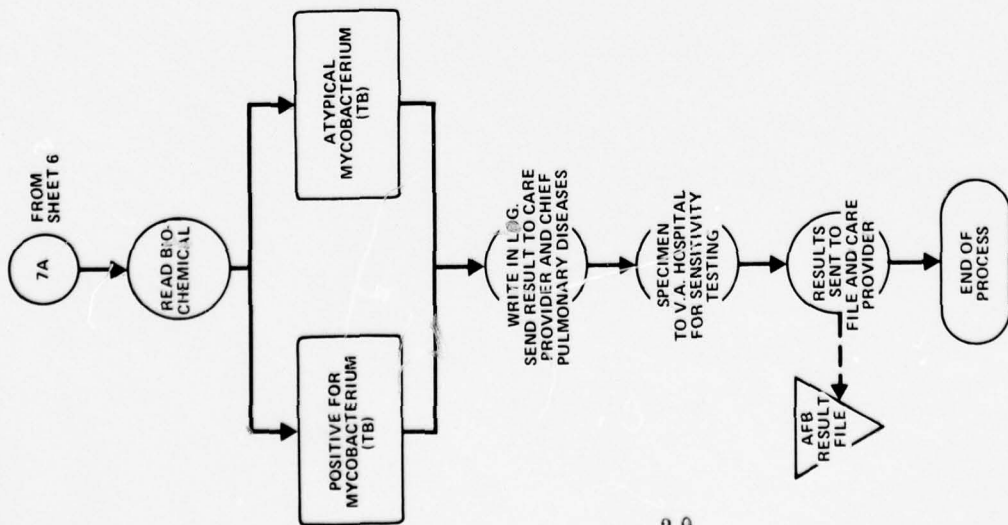 7A
FROM
SHEET 6
READ BIO-
CHEMICAL
POSITIVE FOR
MYCOBACTERIUM
(TB)
ATYPICAL
MYCOBACTERIUM
(TB)
WRITE IN LOG.
SEND RESULT TO CARE
PROVIDER AND CHIEF
PULMONARY DISEASES
SPECIMEN
TO V.A. HOSPITAL
FOR SENSITIVITY
TESTING
RESULTS
SENT TO
FILE AND CARE
PROVIDER
AFB
RESULT
FILE
END OF
PROCESS